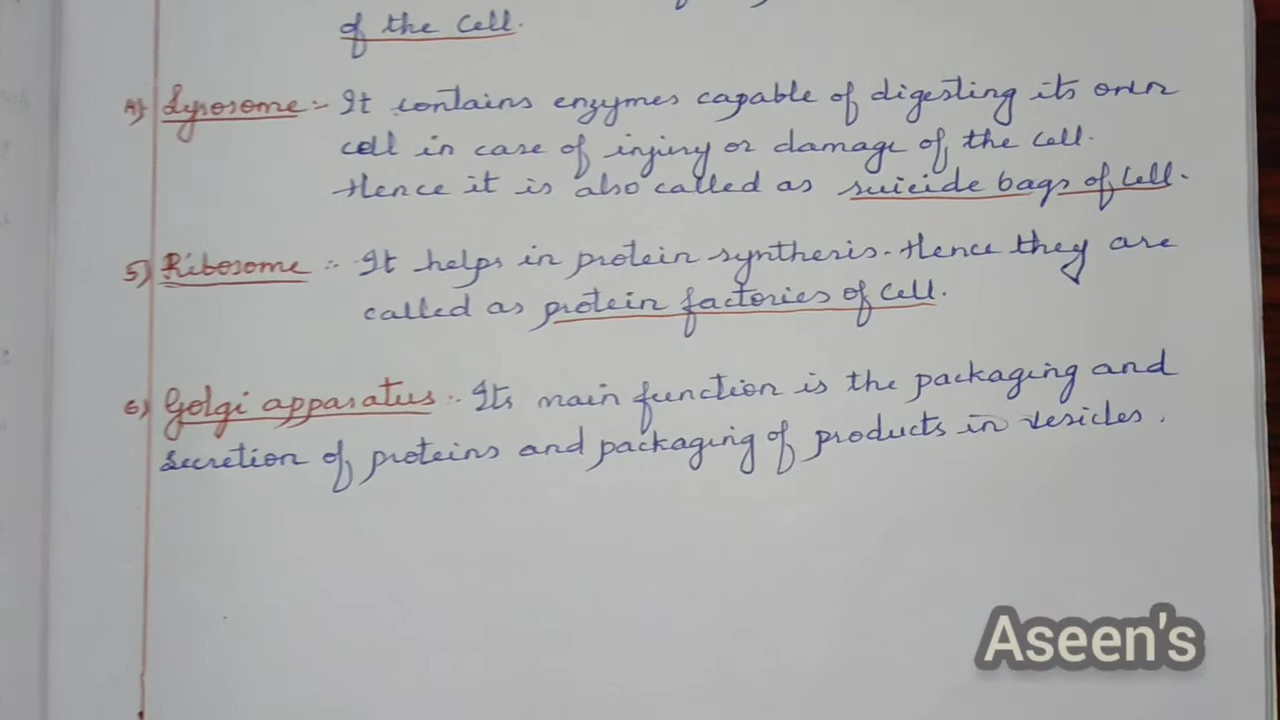 of the Cell.
4) Lysosome :- It contains enzymes capable of digesting its own
cell in case of injury or damage of the cell.
Hence it is also called as suicide bags of Cell.
5) Ribosome :- It helps in protein synthesis. Hence they are
called as protein factories of Cell.
6) Golgi apparatus :- Its main function is the packaging and
secretion of proteins and packaging of products in vesicles.
Aseen's